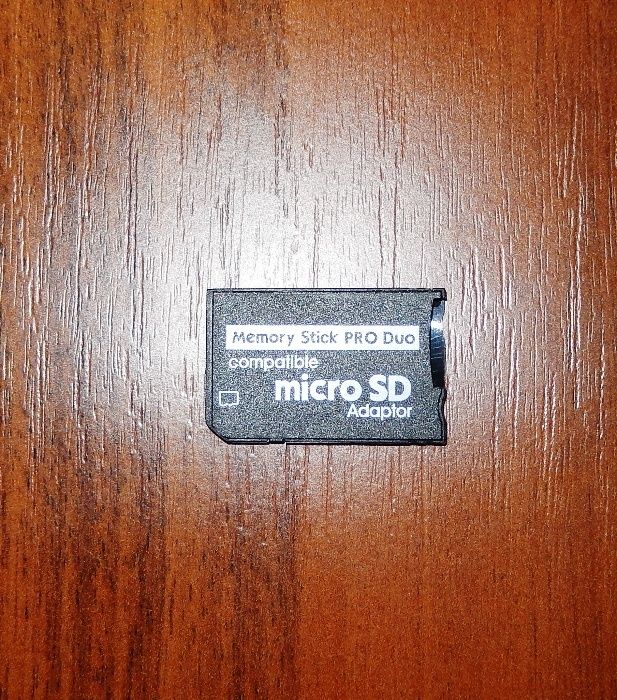 Memory Stick PRO Duo
compatible
micro SD
Adaptor